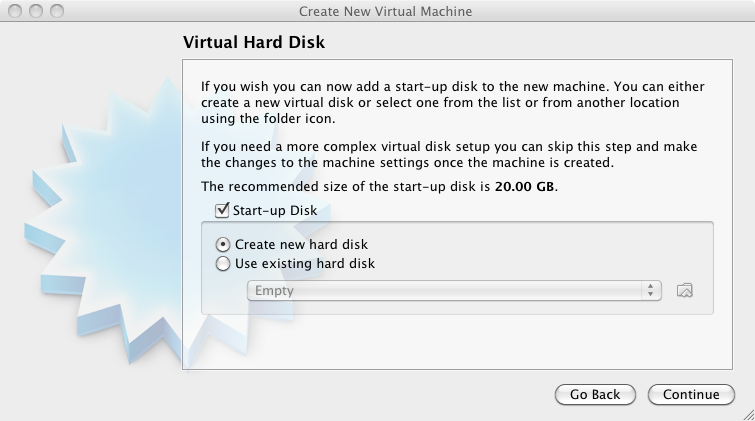 Create New Virtual Machine
Virtual Hard Disk
If you wish you can now add a start-up disk to the new machine. You can either
create a new virtual disk or select one from the list or from another location
using the folder icon.
If you need a more complex virtual disk setup you can skip this step and make
the changes to the machine settings once the machine is created.
The recommended size of the start-up disk is 20.00 GB.
Start-up Disk
Create new hard disk
Use existing hard disk
Empty
Go Back
Continue